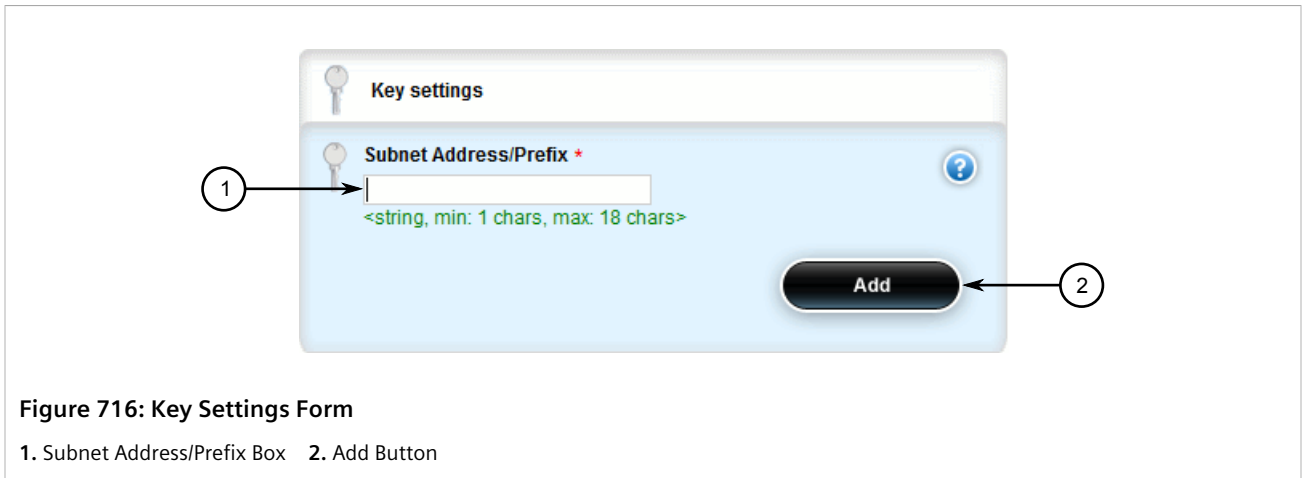 Key settings
Subnet Address/Prefix *
?
1
<string, min: 1 chars, max: 18 chars>
Add
2
Figure 716: Key Settings Form
1. Subnet Address/Prefix Box 2. Add Button